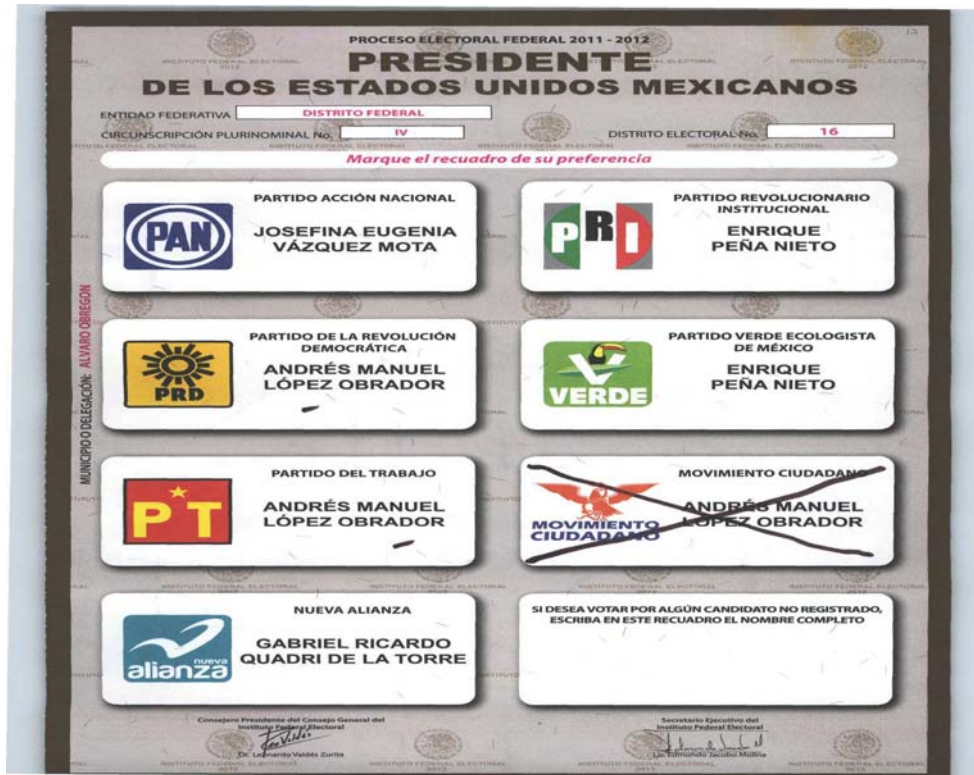 PROCESO ELECTORAL FEDERAL 2011 - 2012
PRESIDENTE
DE LOS ESTADOS UNIDOS MEXICANOS
ENTIDAD FEDERATIVA DISTRITO FEDERAL
CIRCUNSCRIPCIÓN PLURINOMINAL No. IV DISTRITO ELECTORAL No. 16
Marque el recuadro de su preferencia
MUNICIPIO O DELEGACIÓN: ALVARO OBREGON
PAN
PARTIDO ACCIÓN NACIONAL
JOSEFINA EUGENIA
VÁZQUEZ MOTA
PRI
PARTIDO REVOLUCIONARIO
INSTITUCIONAL
ENRIQUE
PEÑA NIETO
PRD
PARTIDO DE LA REVOLUCIÓN
DEMOCRÁTICA
ANDRÉS MANUEL
LÓPEZ OBRADOR
VERDE
PARTIDO VERDE ECOLOGISTA
DE MÉXICO
ENRIQUE
PEÑA NIETO
PT
PARTIDO DEL TRABAJO
ANDRÉS MANUEL
LÓPEZ OBRADOR
MOVIMIENTO
CIUDADANO
MOVIMIENTO CIUDADANO
ANDRÉS MANUEL
LÓPEZ OBRADOR
nueva
alianza
NUEVA ALIANZA
GABRIEL RICARDO
QUADRI DE LA TORRE
SI DESEA VOTAR POR ALGÚN CANDIDATO NO REGISTRADO,
ESCRIBA EN ESTE RECUADRO EL NOMBRE COMPLETO
Consejero Presidente del Consejo General del
Instituto Federal Electoral
Dr. Leonardo Valdés Zurita
Secretario Ejecutivo del
Instituto Federal Electoral
Lic. Edmundo Jacobo Molina